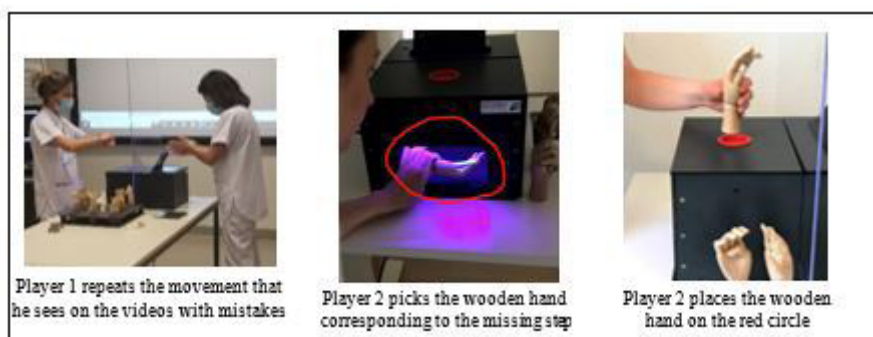 Player 1 repeats the movement that
he sees on the videos with mistakes
Player 2 picks the wooden hand
corresponding to the missing step
Player 2 places the wooden
hand on the red circle